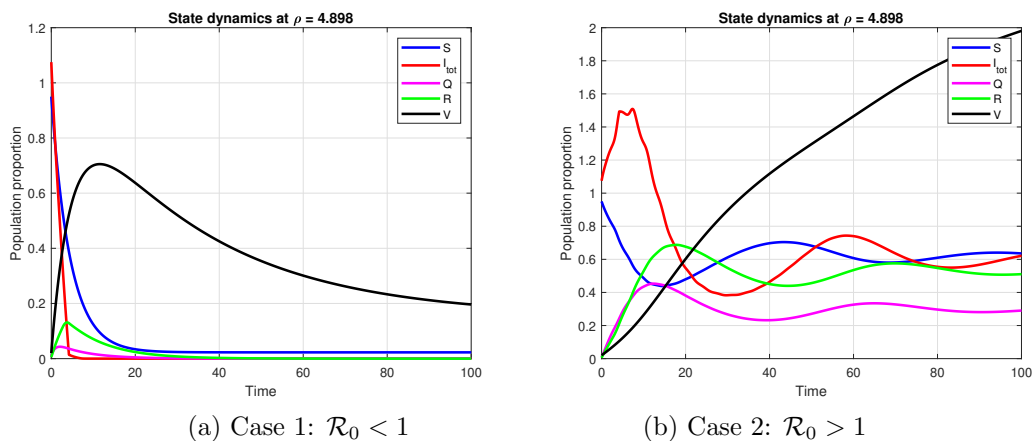 State dynamics at ρ = 4.898
Population proportion
1.2
1
0.8
0.6
0.4
0.2
0
0 20 40 60 80 100
Time
S
I_tot
Q
R
V
(a) Case 1: R₀ < 1
State dynamics at ρ = 4.898
Population proportion
2
1.8
1.6
1.4
1.2
1
0.8
0.6
0.4
0.2
0
0 20 40 60 80 100
Time
S
I_tot
Q
R
V
(b) Case 2: R₀ > 1